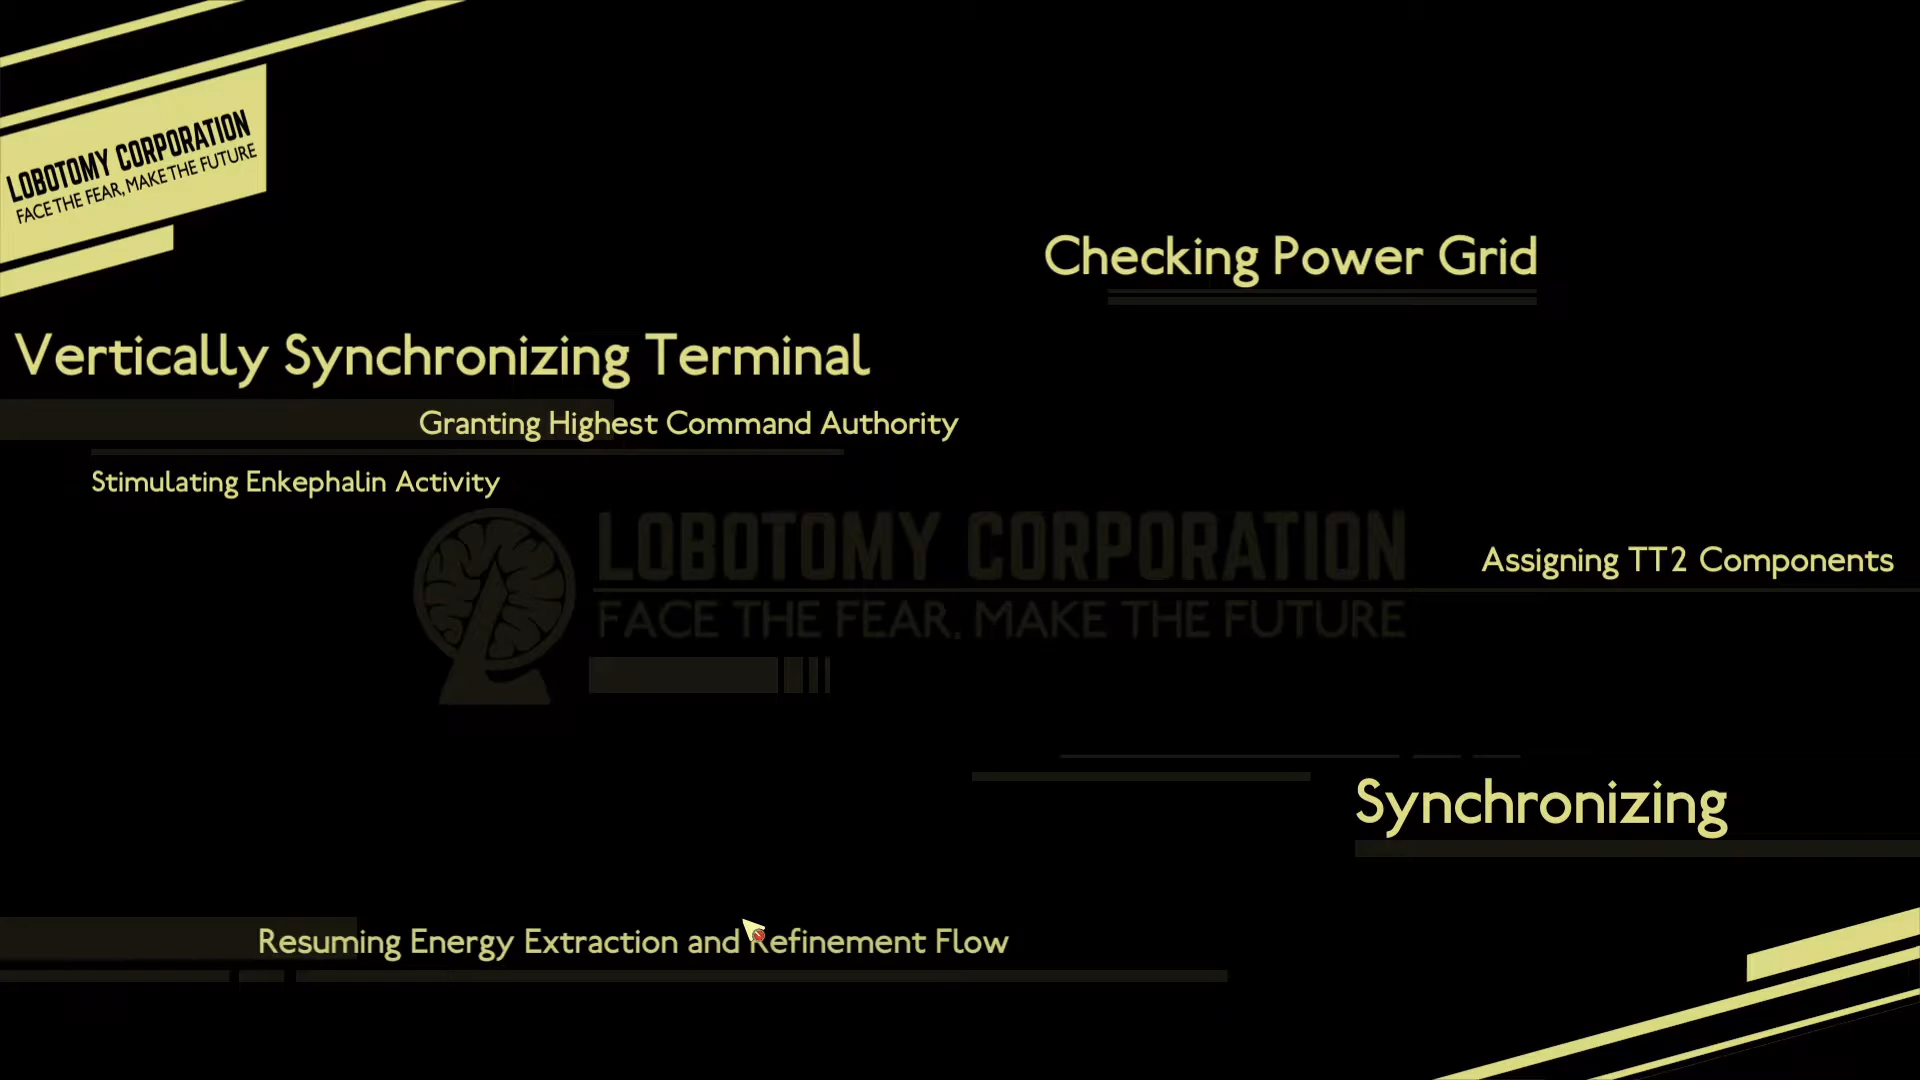 LOBOTOMY CORPORATION
FACE THE FEAR, MAKE THE FUTURE
Checking Power Grid
Vertically Synchronizing Terminal
Granting Highest Command Authority
Stimulating Enkephalin Activity
LOBOTOMY CORPORATION
FACE THE FEAR, MAKE THE FUTURE
Assigning TT2 Components
Synchronizing
Resuming Energy Extraction and Refinement Flow